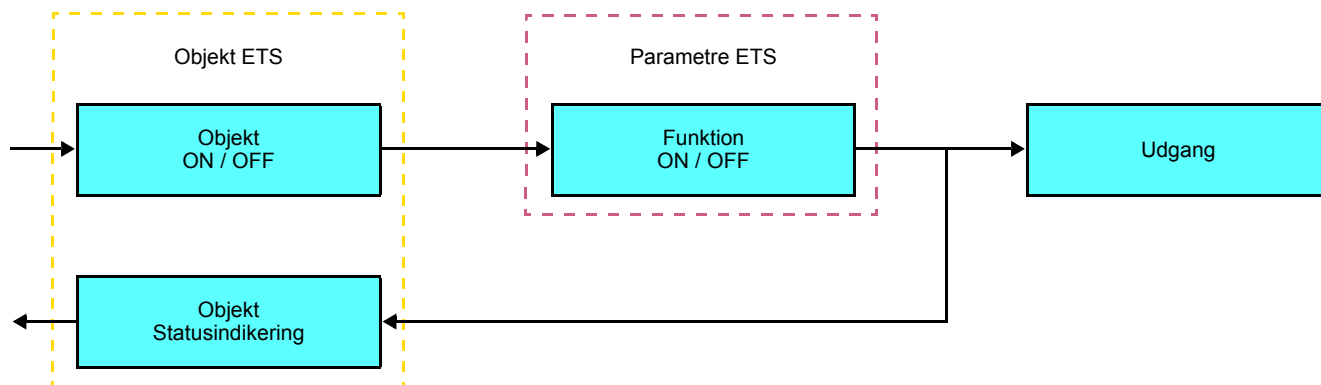 Objekt ETS
Parametre ETS
Objekt
ON / OFF
Funktion
ON / OFF
Udgang
Objekt
Statusindikering